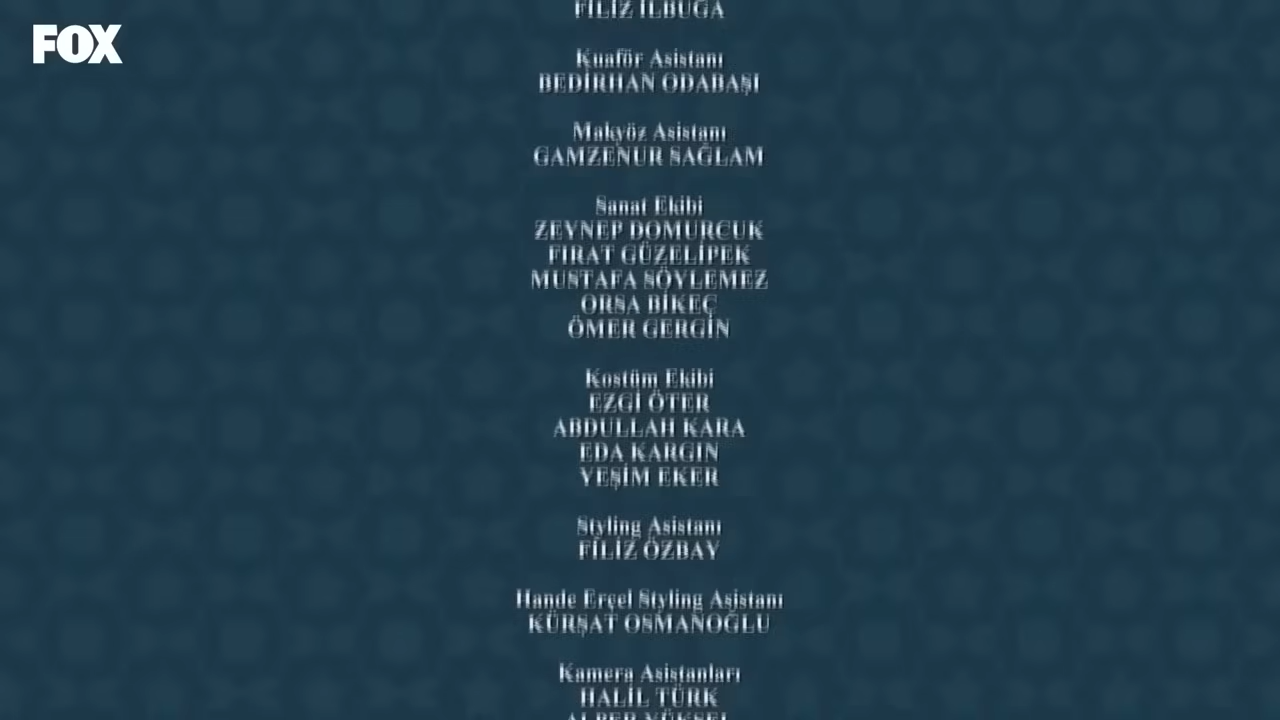 FOX
FİLİZ İLBUĞA
Kuaför Asistanı
BEDİRHAN ODABAŞI
Makyöz Asistanı
GAMZENUR SAĞLAM
Sanat Ekibi
ZEYNEP DOMURCUK
FIRAT GÜZELİPEK
MUSTAFA SÖYLEMEZ
ORSA BİKEÇ
ÖMER GERGİN
Kostüm Ekibi
EZGİ ÖTER
ABDULLAH KARA
EDA KARGIN
YEŞİM EKER
Styling Asistanı
FİLİZ ÖZBAY
Hande Erçel Styling Asistanı
KÜRŞAT OSMANOĞLU
Kamera Asistanları
HALİL TÜRK
ALPER YÜKSEL